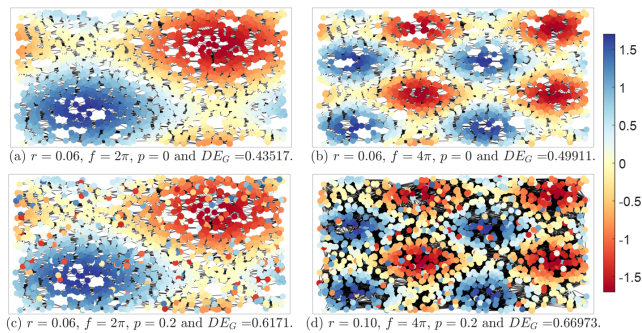 (a) r = 0.06, f = 2π, p = 0 and DE_G =0.43517.
(b) r = 0.06, f = 4π, p = 0 and DE_G =0.49911.
(c) r = 0.06, f = 2π, p = 0.2 and DE_G =0.6171.
(d) r = 0.10, f = 4π, p = 0.2 and DE_G =0.66973.
1.5
1
0.5
0
-0.5
-1
-1.5